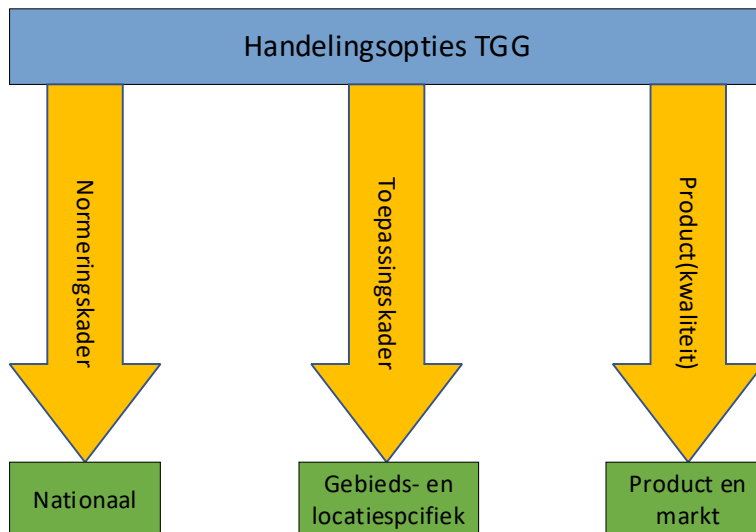 Handelingsopties TGG
Normeringskader
Toepassingskader
Product(kwaliteit)
Nationaal
Gebieds- en
locatiespcifiek
Product en
markt